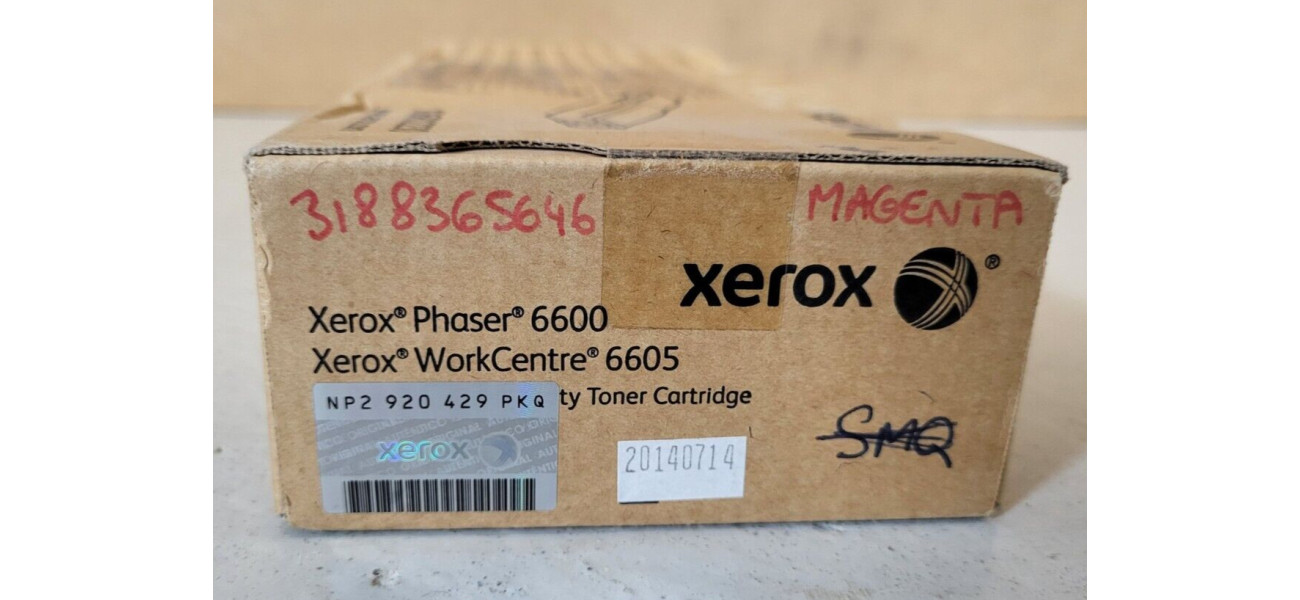 3188365646
MAGENTA
xerox ®
Xerox® Phaser® 6600
Xerox® WorkCentre® 6605
ty Toner Cartridge
NP2 920 429 PKQ
xerox
20140714
SMQ